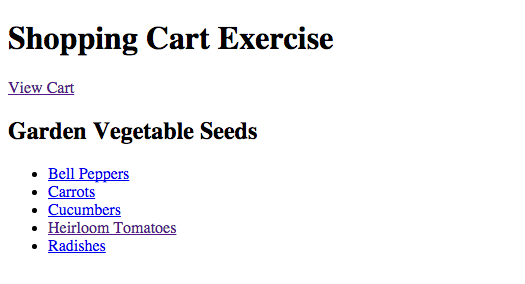 Shopping Cart Exercise
View Cart
Garden Vegetable Seeds
Bell Peppers
Carrots
Cucumbers
Heirloom Tomatoes
Radishes